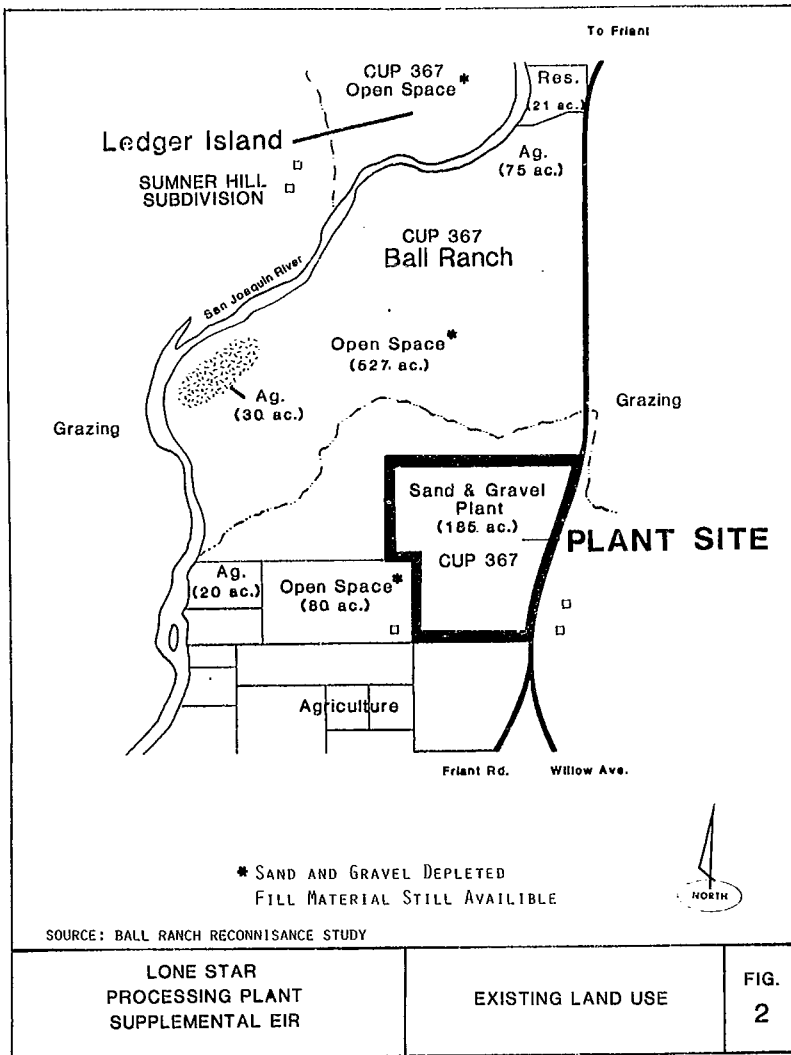 To Friant
CUP 367
Open Space*
Res.
(21 ac.)
Ledger Island
Ag.
(75 ac.)
SUMNER HILL
SUBDIVISION
CUP 367
Ball Ranch
San Joaquin River
Open Space*
(527. ac.)
Ag.
(30 ac.)
Grazing
Grazing
Sand & Gravel
Plant
(185. ac.)
PLANT SITE
CUP 367
Ag.
(20 ac.)
Open Space*
(80 ac.)
Agriculture
Friant Rd.
Willow Ave.
* SAND AND GRAVEL DEPLETED
FILL MATERIAL STILL AVAILIBLE
NORTH
SOURCE: BALL RANCH RECONNISANCE STUDY
LONE STAR
PROCESSING PLANT
SUPPLEMENTAL EIR
EXISTING LAND USE
FIG.
2